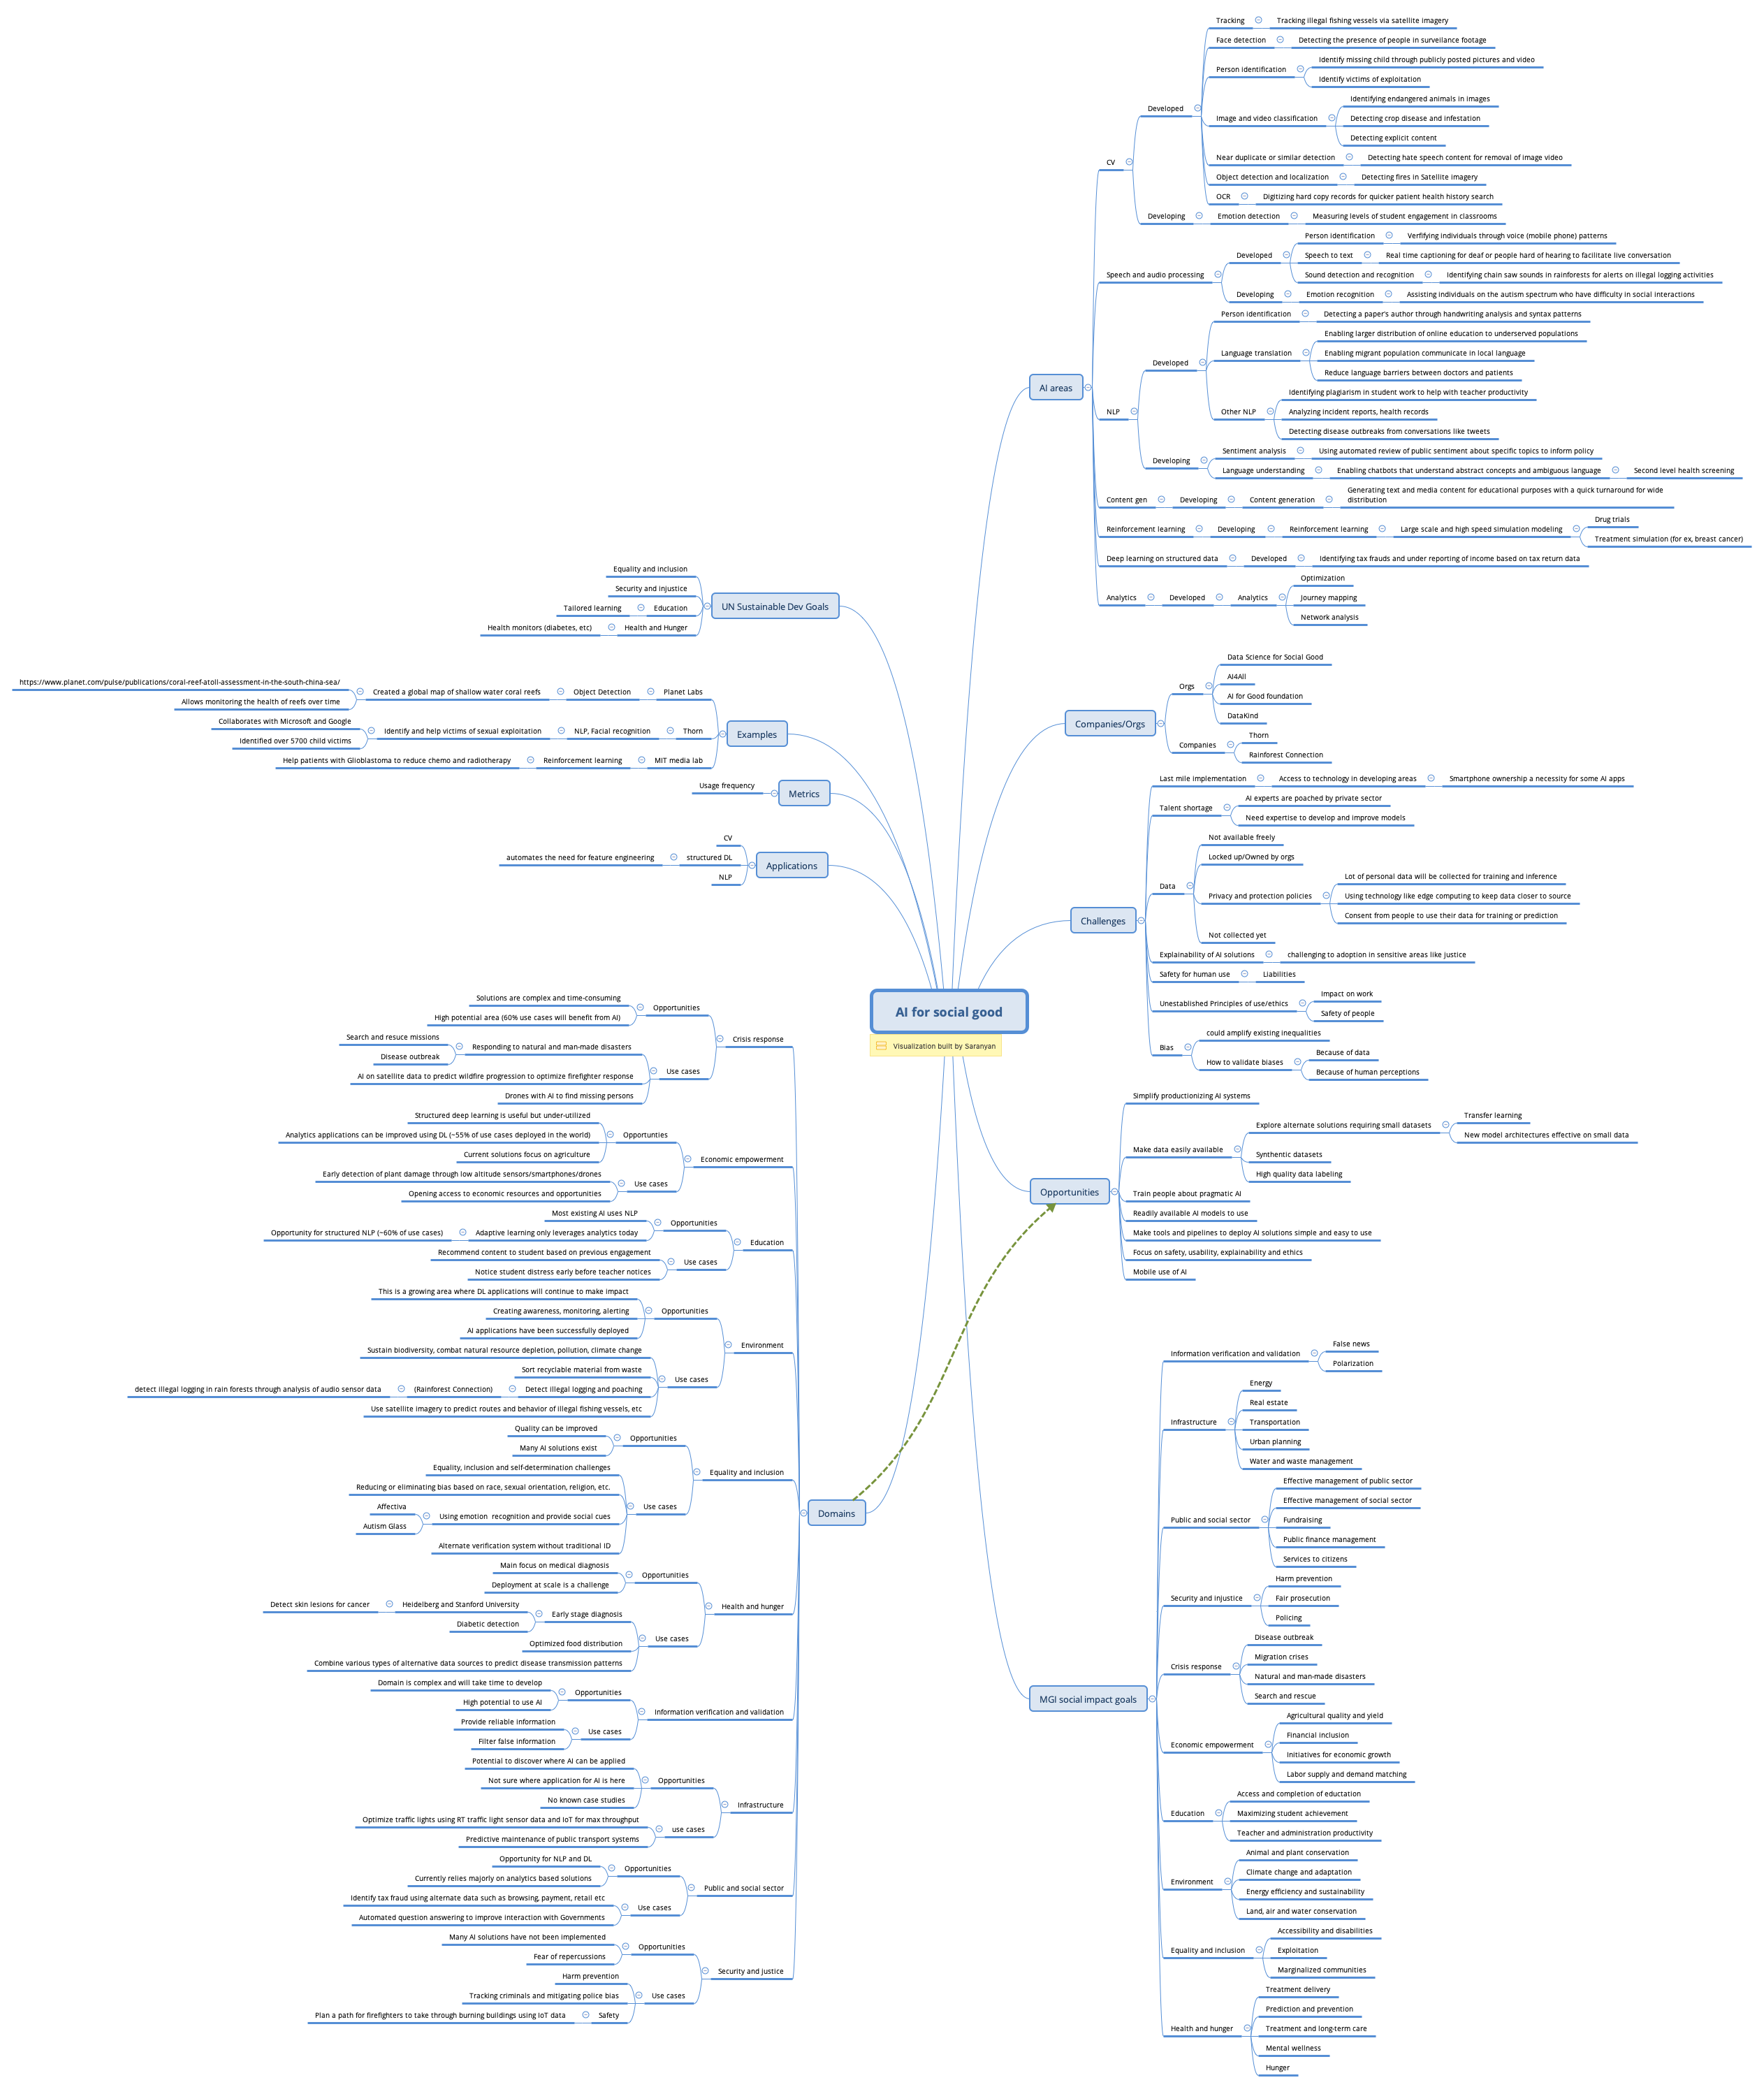 AI for social good
Visualization built by Saranyan
AI areas
CV
Developed
Tracking
Tracking illegal fishing vessels via satellite imagery
Face detection
Detecting the presence of people in surveillance footage
Person identification
Identify missing child through publicly posted pictures and video
Identify victims of exploitation
Image and video classification
Identifying endangered animals in images
Detecting crop disease and infestation
Detecting explicit content
Near duplicate or similar detection
Detecting hate speech content for removal of image video
Object detection and localization
Detecting fires in Satellite imagery
OCR
Digitizing hard copy records for quicker patient health history search
Developing
Emotion detection
Measuring levels of student engagement in classrooms
Speech and audio processing
Developed
Person identification
Verfifying individuals through voice (mobile phone) patterns
Speech to text
Real time captioning for deaf or people hard of hearing to facilitate live conversation
Sound detection and recognition
Identifying chain saw sounds in rainforests for alerts on illegal logging activities
Developing
Emotion recognition
Assisting individuals on the autism spectrum who have difficulty in social interactions
NLP
Developed
Person identification
Detecting a paper's author through handwriting analysis and syntax patterns
Language translation
Enabling larger distribution of online education to underserved populations
Enabling migrant population communicate in local language
Reduce language barriers between doctors and patients
Other NLP
Identifying plagiarism in student work to help with teacher productivity
Analyzing incident reports, health records
Detecting disease outbreaks from conversations like tweets
Developing
Sentiment analysis
Using automated review of public sentiment about specific topics to inform policy
Language understanding
Enabling chatbots that understand abstract concepts and ambiguous language
Second level health screening
Content gen
Developing
Content generation
Generating text and media content for educational purposes with a quick turnaround for wide
distribution
Reinforcement learning
Developing
Reinforcement learning
Large scale and high speed simulation modeling
Drug trials
Treatment simulation (for ex, breast cancer)
Deep learning on structured data
Developed
Identifying tax frauds and under reporting of income based on tax return data
Analytics
Developed
Analytics
Optimization
Journey mapping
Network analysis
Companies/Orgs
Orgs
Data Science for Social Good
AI4All
AI for Good foundation
DataKind
Companies
Thorn
Rainforest Connection
Challenges
Last mile implementation
Access to technology in developing areas
Smartphone ownership a necessity for some AI apps
Talent shortage
AI experts are poached by private sector
Need expertise to develop and improve models
Data
Not available freely
Locked up/Owned by orgs
Privacy and protection policies
Lot of personal data will be collected for training and inference
Using technology like edge computing to keep data closer to source
Consent from people to use their data for training or prediction
Not collected yet
Explainability of AI solutions
challenging to adoption in sensitive areas like justice
Safety for human use
Liabilities
Unestablished Principles of use/ethics
Impact on work
Safety of people
Bias
could amplify existing inequalities
How to validate biases
Because of data
Because of human perceptions
Opportunities
Simplify productionizing AI systems
Make data easily available
Explore alternate solutions requiring small datasets
Transfer learning
New model architectures effective on small data
Synthentic datasets
High quality data labeling
Train people about pragmatic AI
Readily available AI models to use
Make tools and pipelines to deploy AI solutions simple and easy to use
Focus on safety, usability, explainability and ethics
Mobile use of AI
MGI social impact goals
Information verification and validation
False news
Polarization
Infrastructure
Energy
Real estate
Transportation
Urban planning
Water and waste management
Public and social sector
Effective management of public sector
Effective management of social sector
Fundraising
Public finance management
Services to citizens
Security and injustice
Harm prevention
Fair prosecution
Policing
Crisis response
Disease outbreak
Migration crises
Natural and man-made disasters
Search and rescue
Economic empowerment
Agricultural quality and yield
Financial inclusion
Initiatives for economic growth
Labor supply and demand matching
Education
Access and completion of eductation
Maximizing student achievement
Teacher and administration productivity
Environment
Animal and plant conservation
Climate change and adaptation
Energy efficiency and sustainability
Land, air and water conservation
Equality and inclusion
Accessibility and disabilities
Exploitation
Marginalized communities
Health and hunger
Treatment delivery
Prediction and prevention
Treatment and long-term care
Mental wellness
Hunger
UN Sustainable Dev Goals
Equality and inclusion
Security and injustice
Education
Tailored learning
Health and Hunger
Health monitors (diabetes, etc)
Examples
Planet Labs
Object Detection
Created a global map of shallow water coral reefs
https://www.planet.com/pulse/publications/coral-reef-atoll-assessment-in-the-south-china-sea/
Allows monitoring the health of reefs over time
Thorn
NLP, Facial recognition
Identify and help victims of sexual exploitation
Collaborates with Microsoft and Google
Identified over 5700 child victims
MIT media lab
Reinforcement learning
Help patients with Glioblastoma to reduce chemo and radiotherapy
Metrics
Usage frequency
Applications
CV
structured DL
automates the need for feature engineering
NLP
Domains
Crisis response
Opportunities
Solutions are complex and time-consuming
High potential area (60% use cases will benefit from AI)
Use cases
Responding to natural and man-made disasters
Search and resuce missions
Disease outbreak
AI on satellite data to predict wildfire progression to optimize firefighter response
Drones with AI to find missing persons
Economic empowerment
Opportunties
Structured deep learning is useful but under-utilized
Analytics applications can be improved using DL (~55% of use cases deployed in the world)
Current solutions focus on agriculture
Use cases
Early detection of plant damage through low altitude sensors/smartphones/drones
Opening access to economic resources and opportunities
Education
Opportunities
Most existing AI uses NLP
Adaptive learning only leverages analytics today
Opportunity for structured NLP (~60% of use cases)
Use cases
Recommend content to student based on previous engagement
Notice student distress early before teacher notices
Environment
Opportunities
This is a growing area where DL applications will continue to make impact
Creating awareness, monitoring, alerting
AI applications have been successfully deployed
Use cases
Sustain biodiversity, combat natural resource depletion, pollution, climate change
Sort recyclable material from waste
Detect illegal logging and poaching
(Rainforest Connection)
detect illegal logging in rain forests through analysis of audio sensor data
Use satellite imagery to predict routes and behavior of illegal fishing vessels, etc
Equality and inclusion
Opportunities
Quality can be improved
Many AI solutions exist
Use cases
Equality, inclusion and self-determination challenges
Reducing or eliminating bias based on race, sexual orientation, religion, etc.
Using emotion recognition and provide social cues
Affectiva
Autism Glass
Alternate verification system without traditional ID
Health and hunger
Opportunities
Main focus on medical diagnosis
Deployment at scale is a challenge
Use cases
Early stage diagnosis
Heidelberg and Stanford University
Detect skin lesions for cancer
Diabetic detection
Optimized food distribution
Combine various types of alternative data sources to predict disease transmission patterns
Information verification and validation
Opportunities
Domain is complex and will take time to develop
High potential to use AI
Use cases
Provide reliable information
Filter false information
Infrastructure
Opportunities
Potential to discover where AI can be applied
Not sure where application for AI is here
No known case studies
use cases
Optimize traffic lights using RT traffic light sensor data and IoT for max throughput
Predictive maintenance of public transport systems
Public and social sector
Opportunities
Opportunity for NLP and DL
Currently relies majorly on analytics based solutions
Use cases
Identify tax fraud using alternate data such as browsing, payment, retail etc
Automated question answering to improve interaction with Governments
Security and justice
Opportunities
Many AI solutions have not been implemented
Fear of repercussions
Use cases
Harm prevention
Tracking criminals and mitigating police bias
Safety
Plan a path for firefighters to take through burning buildings using IoT data